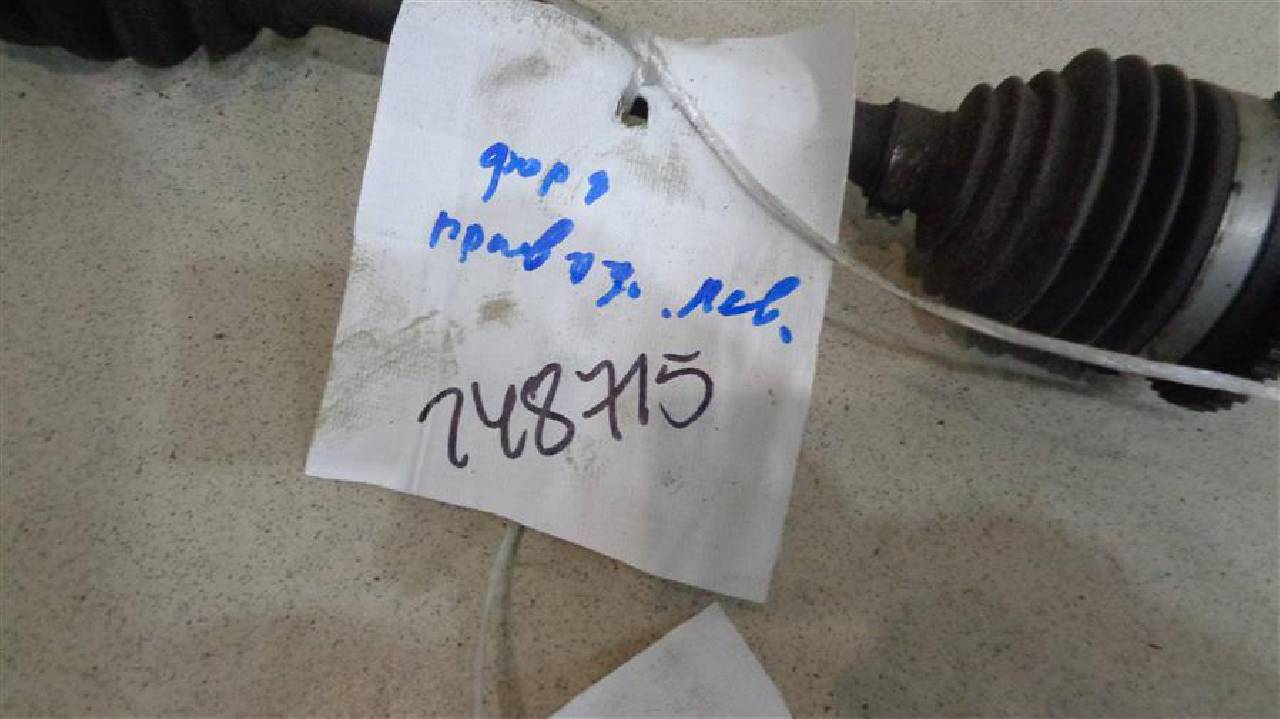 форд
привод. лев.
248715